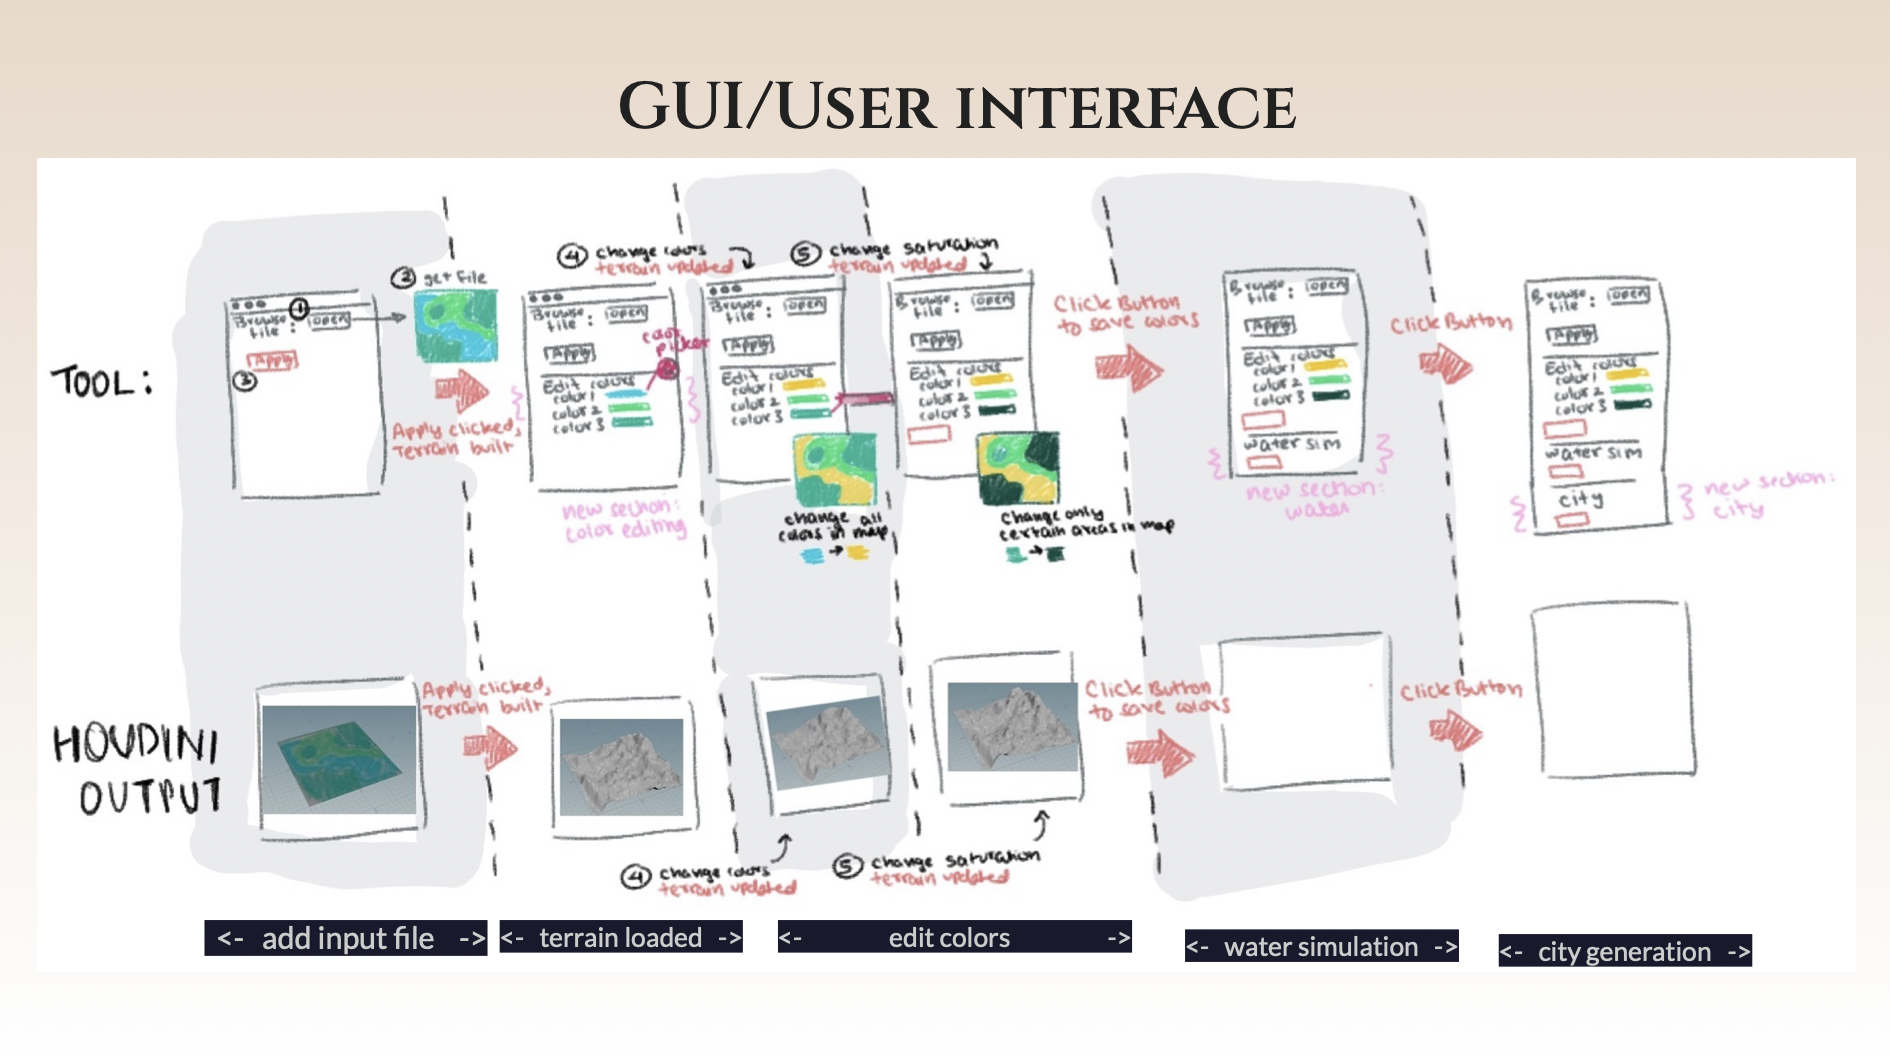 GUI/USER INTERFACE
TOOL:
1
Browse file: open
Apply
3
2 get file
Apply clicked,
terrain built
Browse file: open
Apply
Edit colors
color 1
color 2
color 3
color
picker
new section:
color editing
4 change colors
terrain updated
Browse file: open
Apply
Edit colors
color 1
color 2
color 3
change all
colors in map
5 change saturation
terrain updated
Browse file: open
Apply
Edit colors
color 1
color 2
color 3
change only
certain areas in map
Click Button
to save colors
Browse file: open
Apply
Edit colors
color 1
color 2
color 3
water sim
new section:
water
Click Button
Browse file: open
Apply
Edit colors
color 1
color 2
color 3
water sim
city
new section:
city
HOUDINI
OUTPUT
Apply clicked,
terrain built
4 change colors
terrain updated
5 change saturation
terrain updated
Click Button
to save colors
Click Button
<- add input file ->
<- terrain loaded ->
<- edit colors ->
<- water simulation ->
<- city generation ->